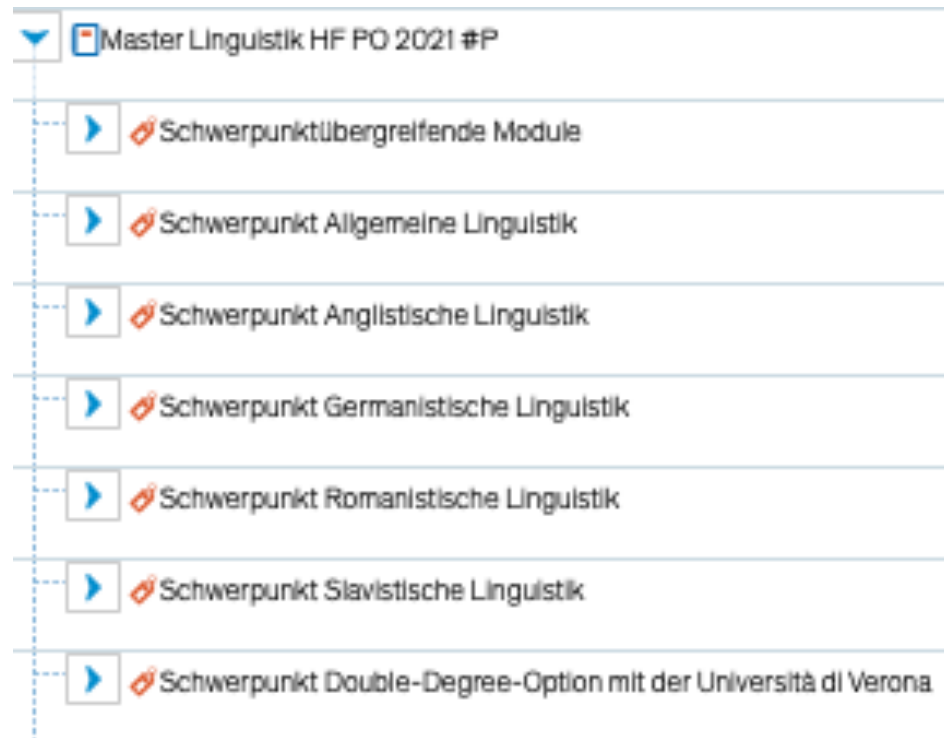 Master Linguistik HF PO 2021 #P
Schwerpunktübergreifende Module
Schwerpunkt Allgemeine Linguistik
Schwerpunkt Anglistische Linguistik
Schwerpunkt Germanistische Linguistik
Schwerpunkt Romanistische Linguistik
Schwerpunkt Slavistische Linguistik
Schwerpunkt Double-Degree-Option mit der Università di Verona